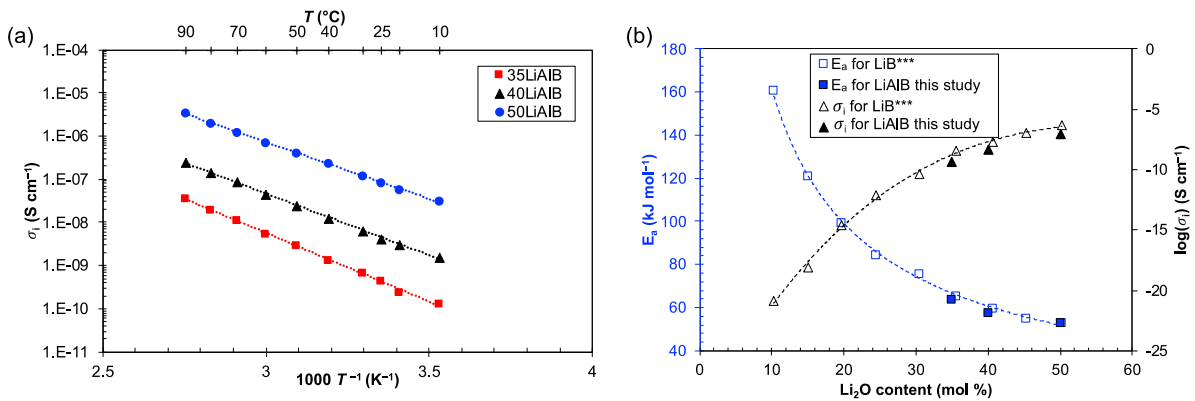 (a)
T (°C)
90 70 50 40 25 10
1.E–04
1.E–05
1.E–06
1.E–07
1.E–08
1.E–09
1.E–10
1.E–11
σi (S cm⁻¹)
35LiAlB
40LiAlB
50LiAlB
2.5 3 3.5 4
1000 T⁻¹ (K⁻¹)
(b)
180
160
140
120
100
80
60
40
Ea (kJ mol⁻¹)
Ea for LiB***
Ea for LiAlB this study
σi for LiB***
σi for LiAlB this study
0
-5
-10
-15
-20
-25
log(σi) (S cm⁻¹)
0 10 20 30 40 50 60
Li₂O content (mol %)